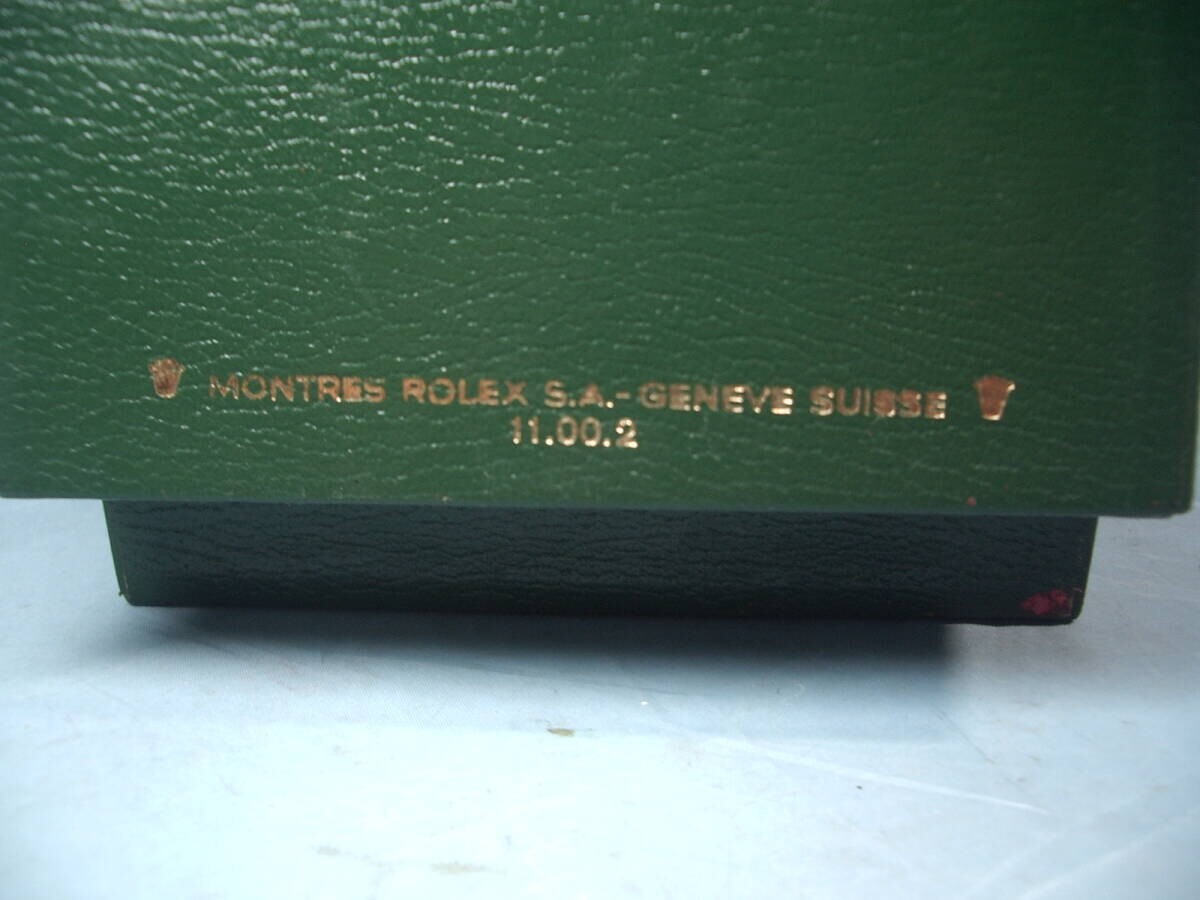 MONTRES ROLEX S.A.-GENEVE SUISSE
11.00.2